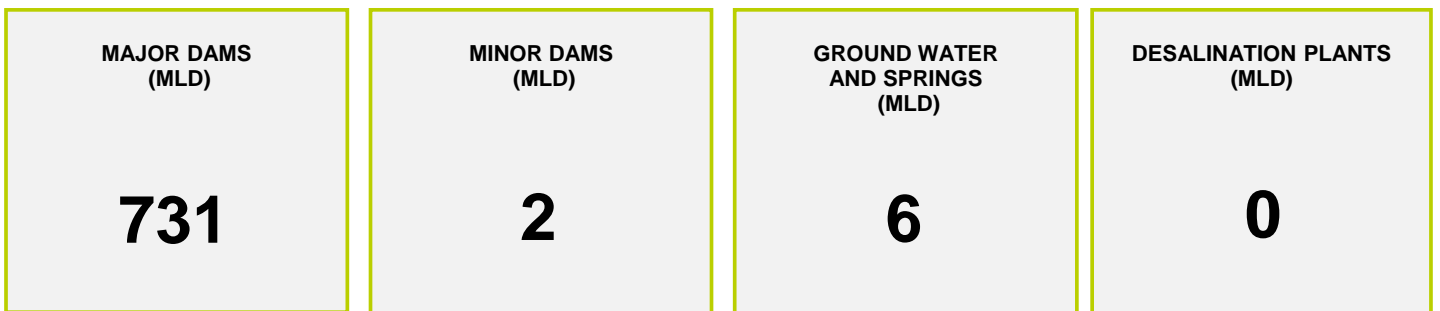 MAJOR DAMS
(MLD)
731
MINOR DAMS
(MLD)
2
GROUND WATER
AND SPRINGS
(MLD)
6
DESALINATION PLANTS
(MLD)
0